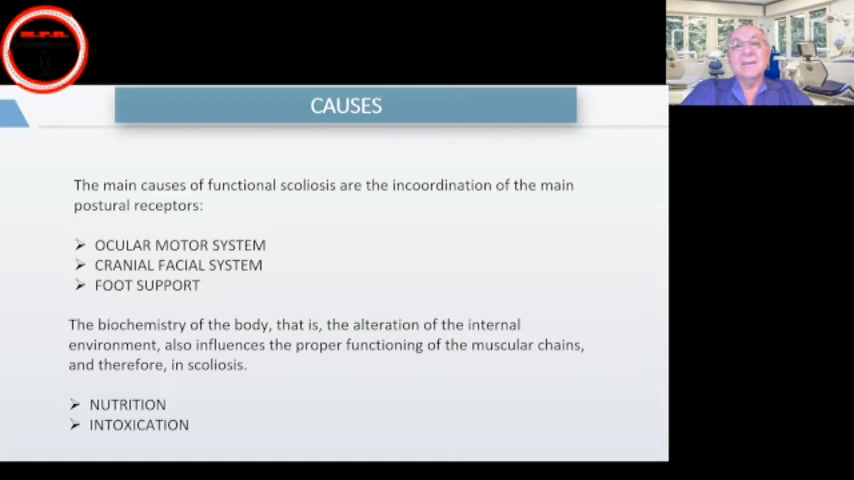 M.F.R.
CAUSES
The main causes of functional scoliosis are the incoordination of the main
postural receptors:
➢ OCULAR MOTOR SYSTEM
➢ CRANIAL FACIAL SYSTEM
➢ FOOT SUPPORT
The biochemistry of the body, that is, the alteration of the internal
environment, also influences the proper functioning of the muscular chains,
and therefore, in scoliosis.
➢ NUTRITION
➢ INTOXICATION